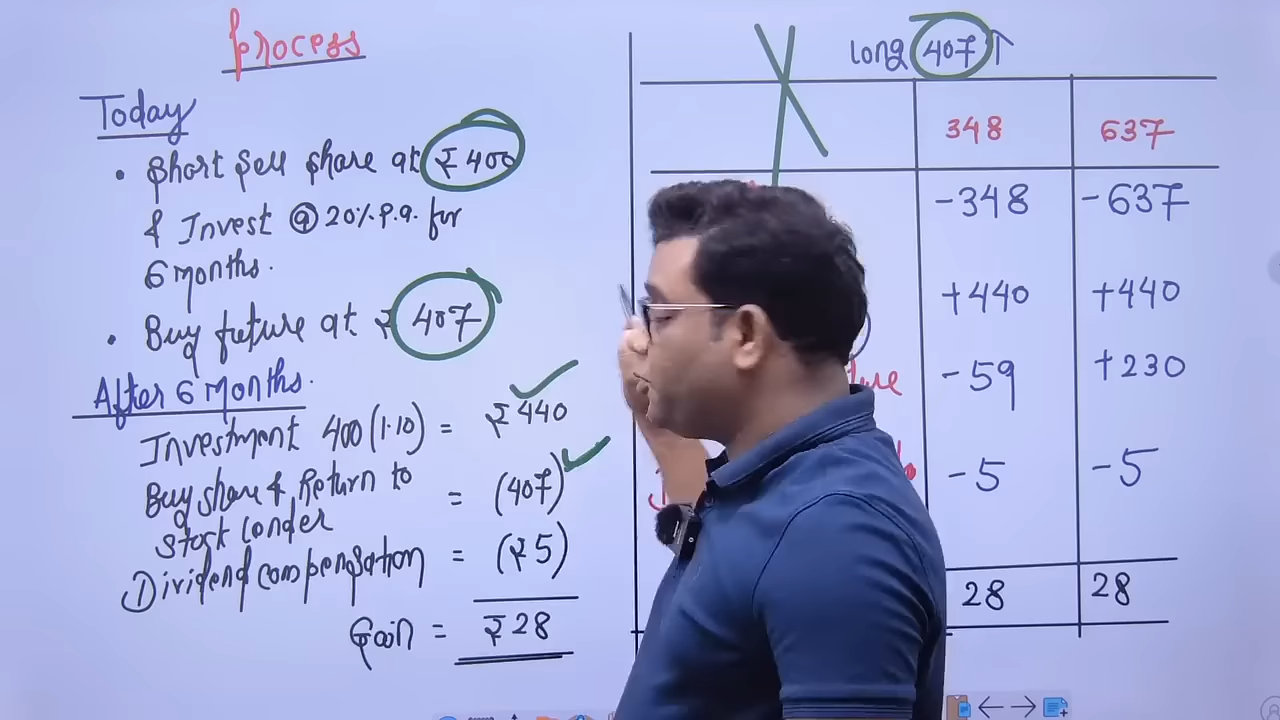 Process
Today
• Short sell share at ₹400
& Invest @ 20% p.a. for
6 months.
• Buy future at ₹ 407
After 6 months.
Investment 400(1.10) = ₹440
Buy share & Return to
stock Lender = (407)
Dividend compensation = (₹5)
Gain = ₹28
long 407 ↑
348 637
-348 -637
+440 +440
-59 +230
-5 -5
28 28